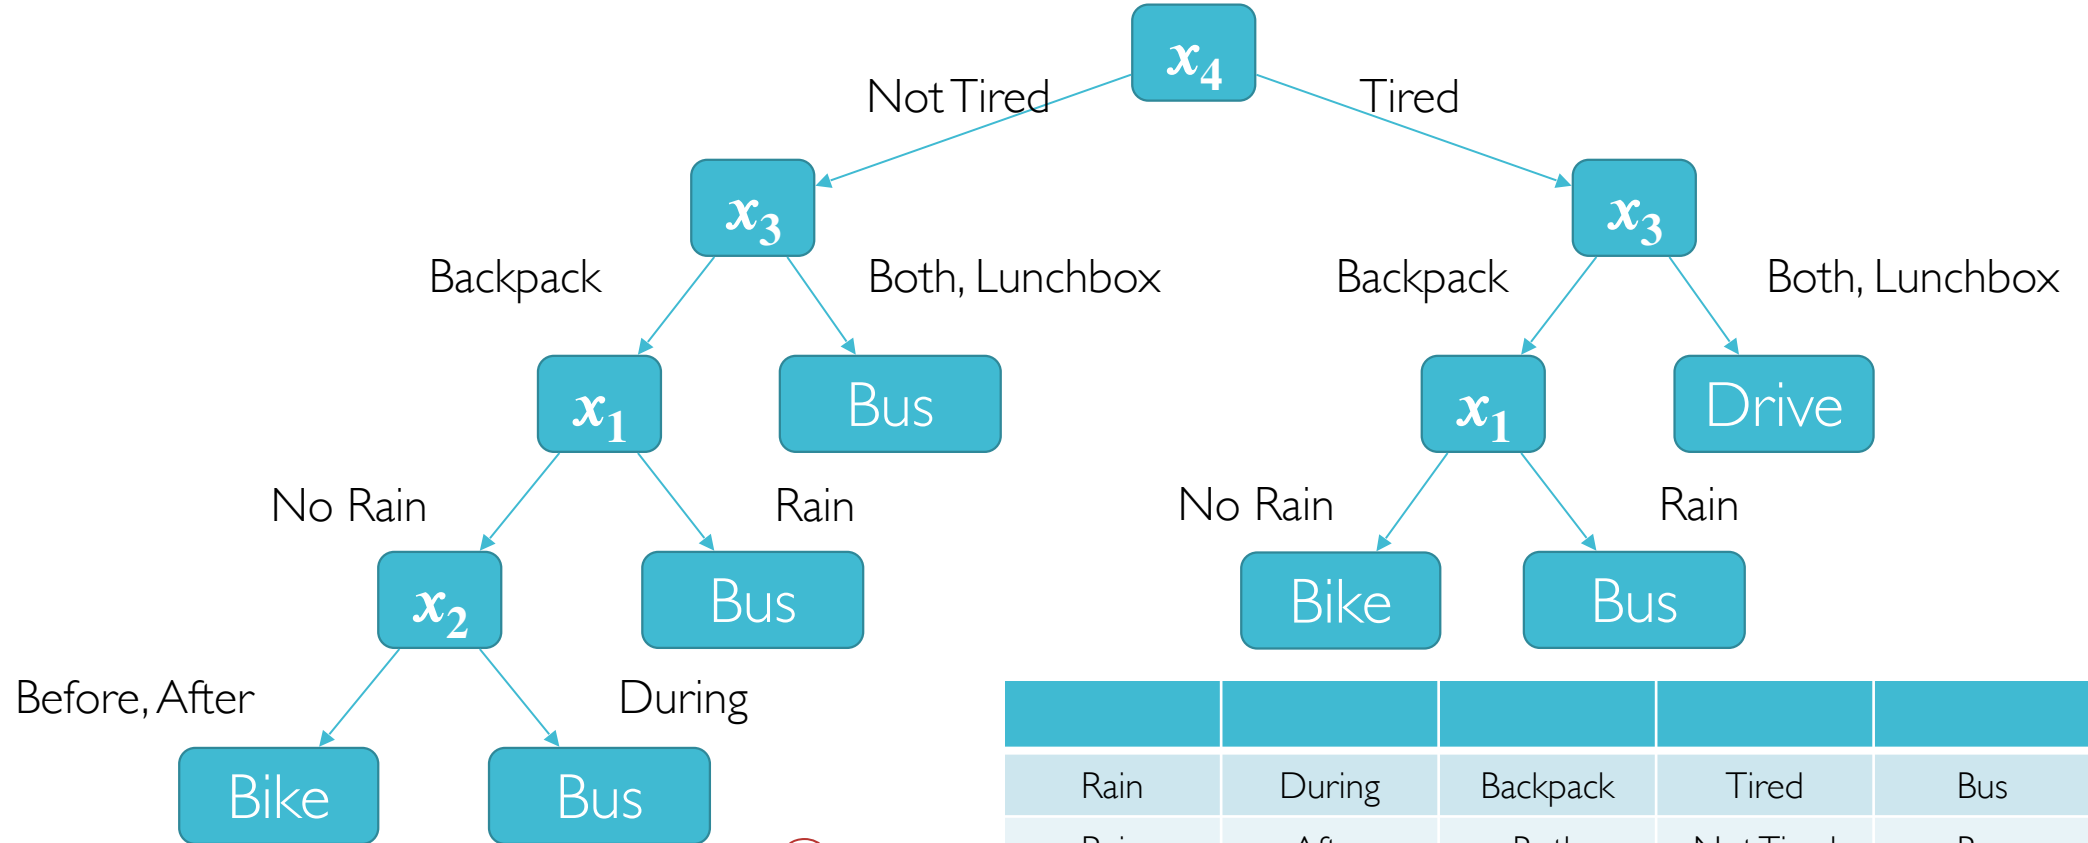 x4
Not Tired Tired
x3 x3
Backpack Both, Lunchbox Backpack Both, Lunchbox
x1 Bus x1 Drive
No Rain Rain No Rain Rain
x2 Bus Bike Bus
Before, After During
Bike Bus
Rain During Backpack Tired Bus